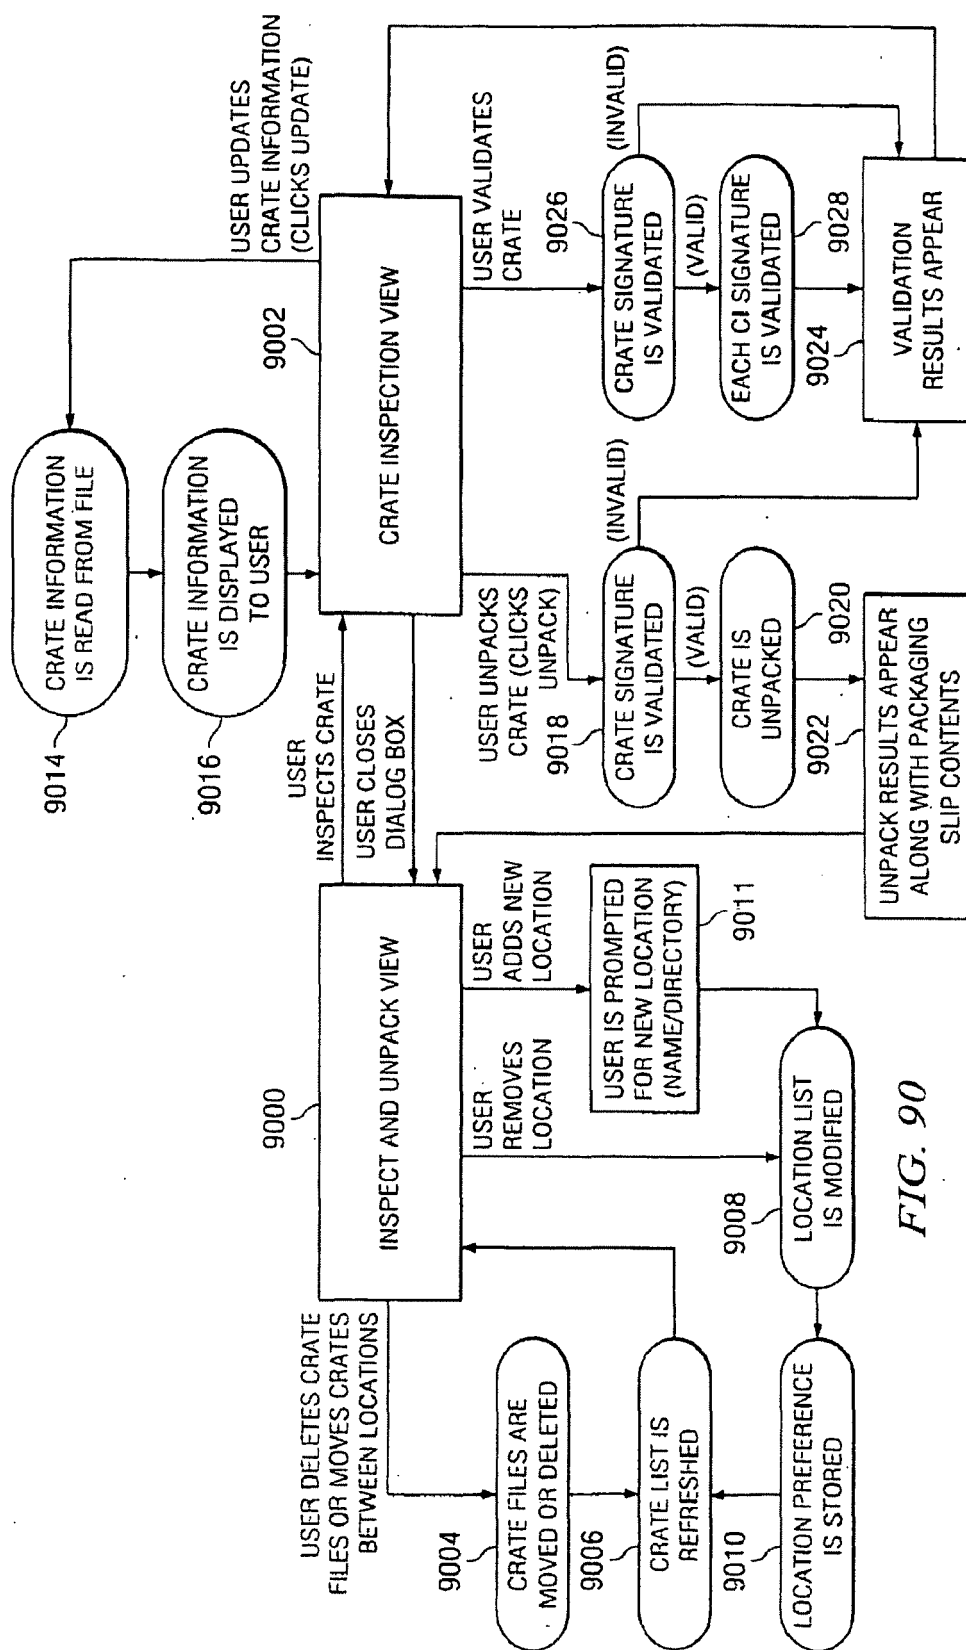 USER DELETES CRATE
FILES OR MOVES CRATES
BETWEEN LOCATIONS
9004
CRATE FILES ARE
MOVED OR DELETED
9006
CRATE LIST IS
REFRESHED
9010
LOCATION PREFERENCE
IS STORED
9000
INSPECT AND UNPACK VIEW
USER
REMOVES
LOCATION
USER
ADDS NEW
LOCATION
USER IS PROMPTED
FOR NEW LOCATION
(NAME/DIRECTORY)
9011
9008
LOCATION LIST
IS MODIFIED
USER
INSPECTS CRATE
USER CLOSES
DIALOG BOX
9014
CRATE INFORMATION
IS READ FROM FILE
9016
CRATE INFORMATION
IS DISPLAYED
TO USER
USER UPDATES
CRATE INFORMATION
(CLICKS UPDATE)
9002
CRATE INSPECTION VIEW
USER UNPACKS
CRATE (CLICKS
UNPACK)
9018
CRATE SIGNATURE
IS VALIDATED
(INVALID)
(VALID)
CRATE IS
UNPACKED
9020
9022
UNPACK RESULTS APPEAR
ALONG WITH PACKAGING
SLIP CONTENTS
USER VALIDATES
CRATE
9026
CRATE SIGNATURE
IS VALIDATED
(INVALID)
(VALID)
EACH CI SIGNATURE
IS VALIDATED
9028
9024
VALIDATION
RESULTS APPEAR
FIG. 90